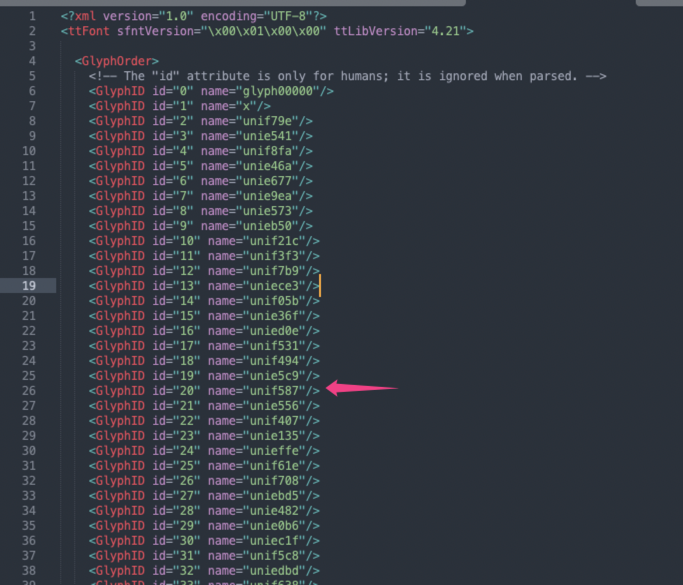 1 <?xml version="1.0" encoding="UTF-8"?>
2 <ttFont sfntVersion="\x00\x01\x00\x00" ttLibVersion="4.21">
3
4 <GlyphOrder>
5 <!-- The "id" attribute is only for humans; it is ignored when parsed. -->
6 <GlyphID id="0" name="glyph00000"/>
7 <GlyphID id="1" name="x"/>
8 <GlyphID id="2" name="unif79e"/>
9 <GlyphID id="3" name="unie541"/>
10 <GlyphID id="4" name="unif8fa"/>
11 <GlyphID id="5" name="unie46a"/>
12 <GlyphID id="6" name="unie677"/>
13 <GlyphID id="7" name="unie9ea"/>
14 <GlyphID id="8" name="unie573"/>
15 <GlyphID id="9" name="unieb50"/>
16 <GlyphID id="10" name="unif21c"/>
17 <GlyphID id="11" name="unif3f3"/>
18 <GlyphID id="12" name="unif7b9"/>
19 <GlyphID id="13" name="uniece3"/>
20 <GlyphID id="14" name="unif05b"/>
21 <GlyphID id="15" name="unie36f"/>
22 <GlyphID id="16" name="unied0e"/>
23 <GlyphID id="17" name="unif531"/>
24 <GlyphID id="18" name="unif494"/>
25 <GlyphID id="19" name="unie5c9"/>
26 <GlyphID id="20" name="unif587"/>
27 <GlyphID id="21" name="unie556"/>
28 <GlyphID id="22" name="unif407"/>
29 <GlyphID id="23" name="unie135"/>
30 <GlyphID id="24" name="unieffe"/>
31 <GlyphID id="25" name="unif61e"/>
32 <GlyphID id="26" name="unif708"/>
33 <GlyphID id="27" name="uniebd5"/>
34 <GlyphID id="28" name="unie482"/>
35 <GlyphID id="29" name="unie0b6"/>
36 <GlyphID id="30" name="uniec1f"/>
37 <GlyphID id="31" name="unif5c8"/>
38 <GlyphID id="32" name="uniedbd"/>